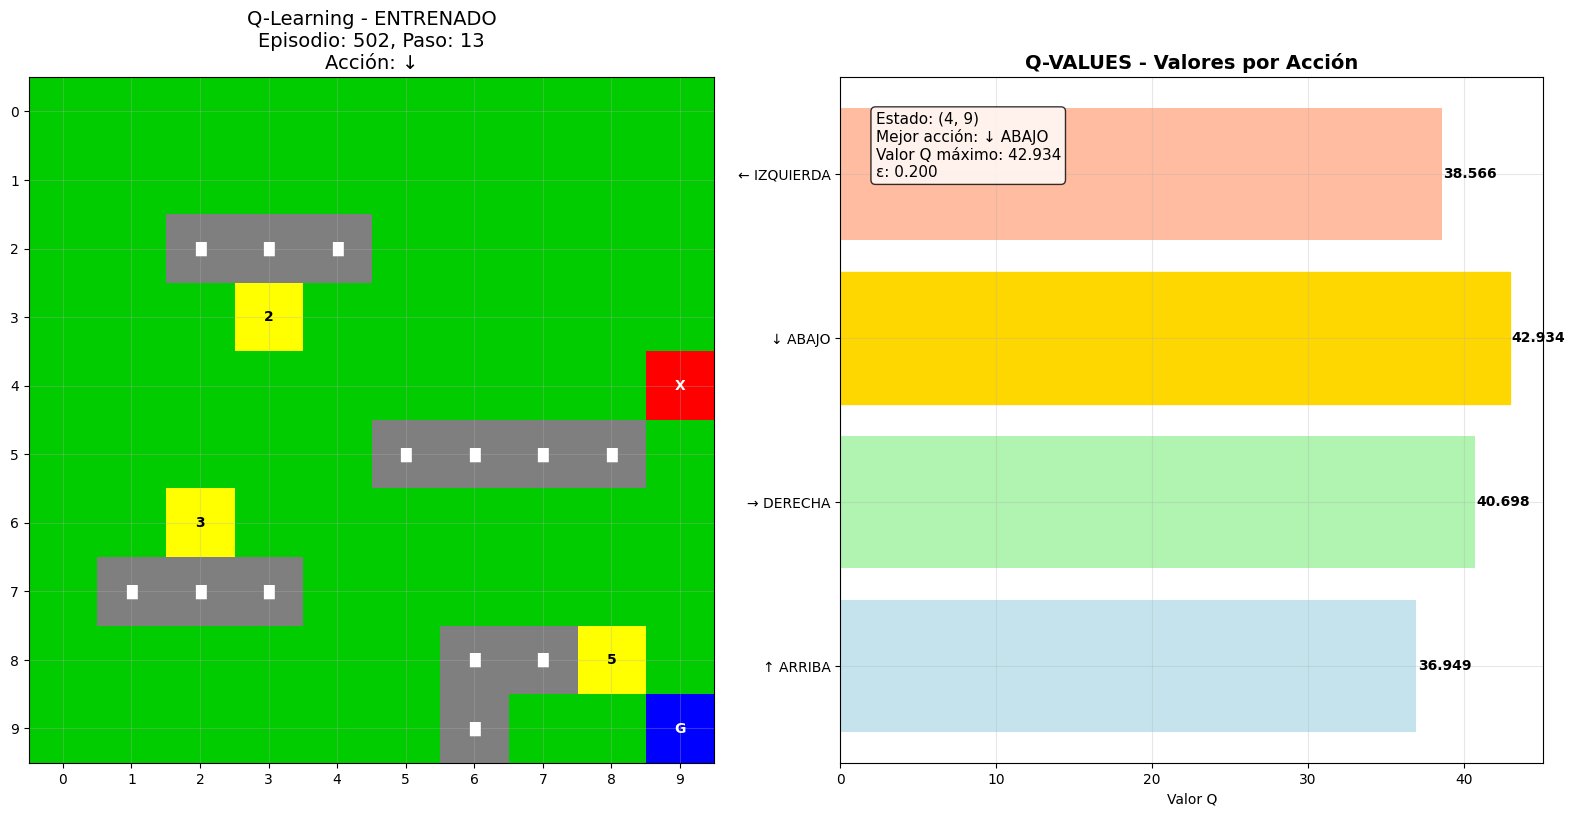 Q-Learning - ENTRENADO
Episodio: 502, Paso: 13
Acción: ↓
0
1
2
3
2
4
X
5
6
3
7
8
5
9
G
0 1 2 3 4 5 6 7 8 9
Q-VALUES - Valores por Acción
Estado: (4, 9)
Mejor acción: ↓ ABAJO
Valor Q máximo: 42.934
ε: 0.200
← IZQUIERDA
38.566
↓ ABAJO
42.934
→ DERECHA
40.698
↑ ARRIBA
36.949
0 10 20 30 40
Valor Q